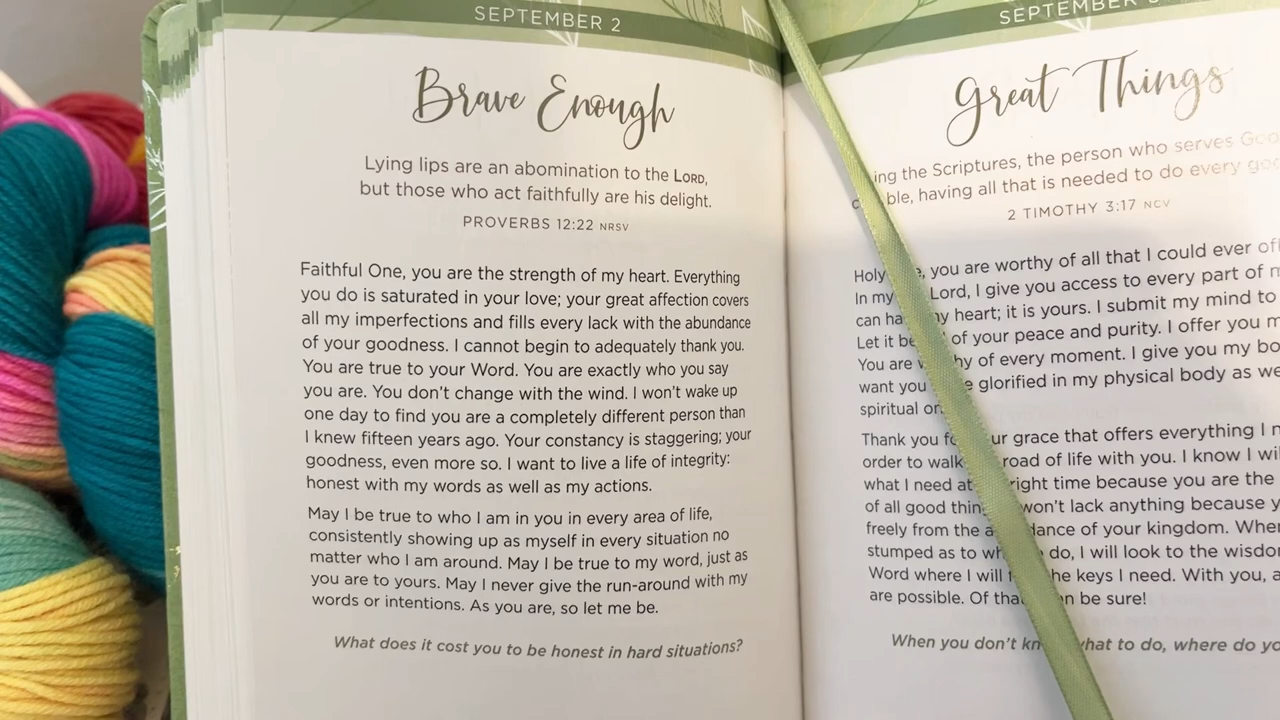 SEPTEMBER 2
Brave Enough
Lying lips are an abomination to the LORD,
but those who act faithfully are his delight.
PROVERBS 12:22 NRSV
Faithful One, you are the strength of my heart. Everything
you do is saturated in your love; your great affection covers
all my imperfections and fills every lack with the abundance
of your goodness. I cannot begin to adequately thank you.
You are true to your Word. You are exactly who you say
you are. You don't change with the wind. I won't wake up
one day to find you are a completely different person than
I knew fifteen years ago. Your constancy is staggering; your
goodness, even more so. I want to live a life of integrity:
honest with my words as well as my actions.
May I be true to who I am in you in every area of life,
consistently showing up as myself in every situation no
matter who I am around. May I be true to my word, just as
you are to yours. May I never give the run-around with my
words or intentions. As you are, so let me be.
What does it cost you to be honest in hard situations?
SEPTEMBER
Great Things
the Scriptures, the person who serves God
having all that is needed to do every
2 TIMOTHY 3:17 NCV
Holy you are worthy of all that I could ever
In my Lord, I give you access to every part of
can my heart; it is yours. I submit my mind to
Let it of your peace and purity. I offer you
You are of every moment. I give you my
want you glorified in my physical body as
spiritual
Thank you grace that offers everything I
order to walk road of life with you. I know I
what I need at right time because you are the
of all good won't lack anything because
freely from the of your kingdom.
stumped as to do, I will look to the
Word where I will the keys I need. With you,
are possible. Of be sure!
When you don't what to do, where do